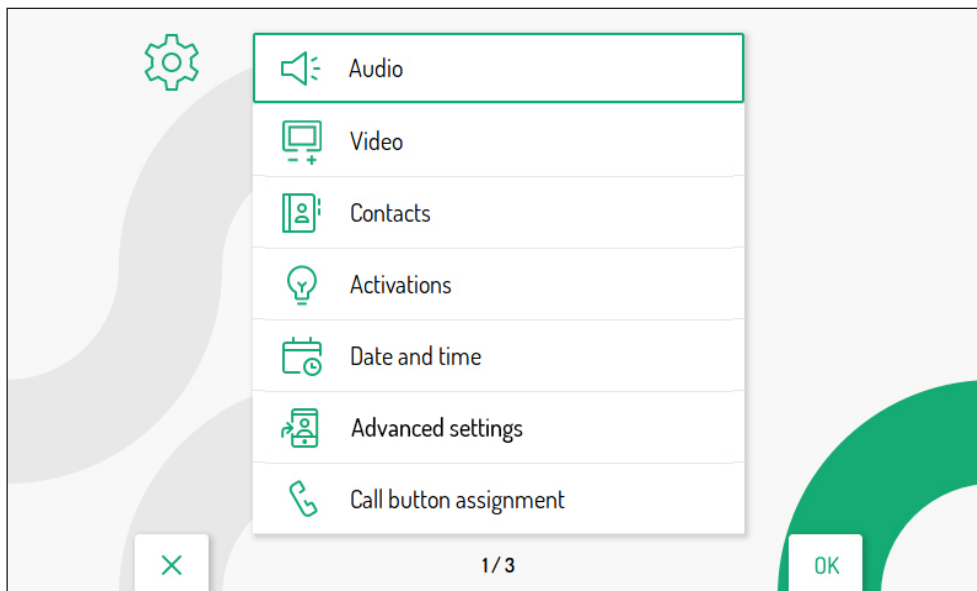 Audio
Video
Contacts
Activations
Date and time
Advanced settings
Call button assignment
1/3
OK